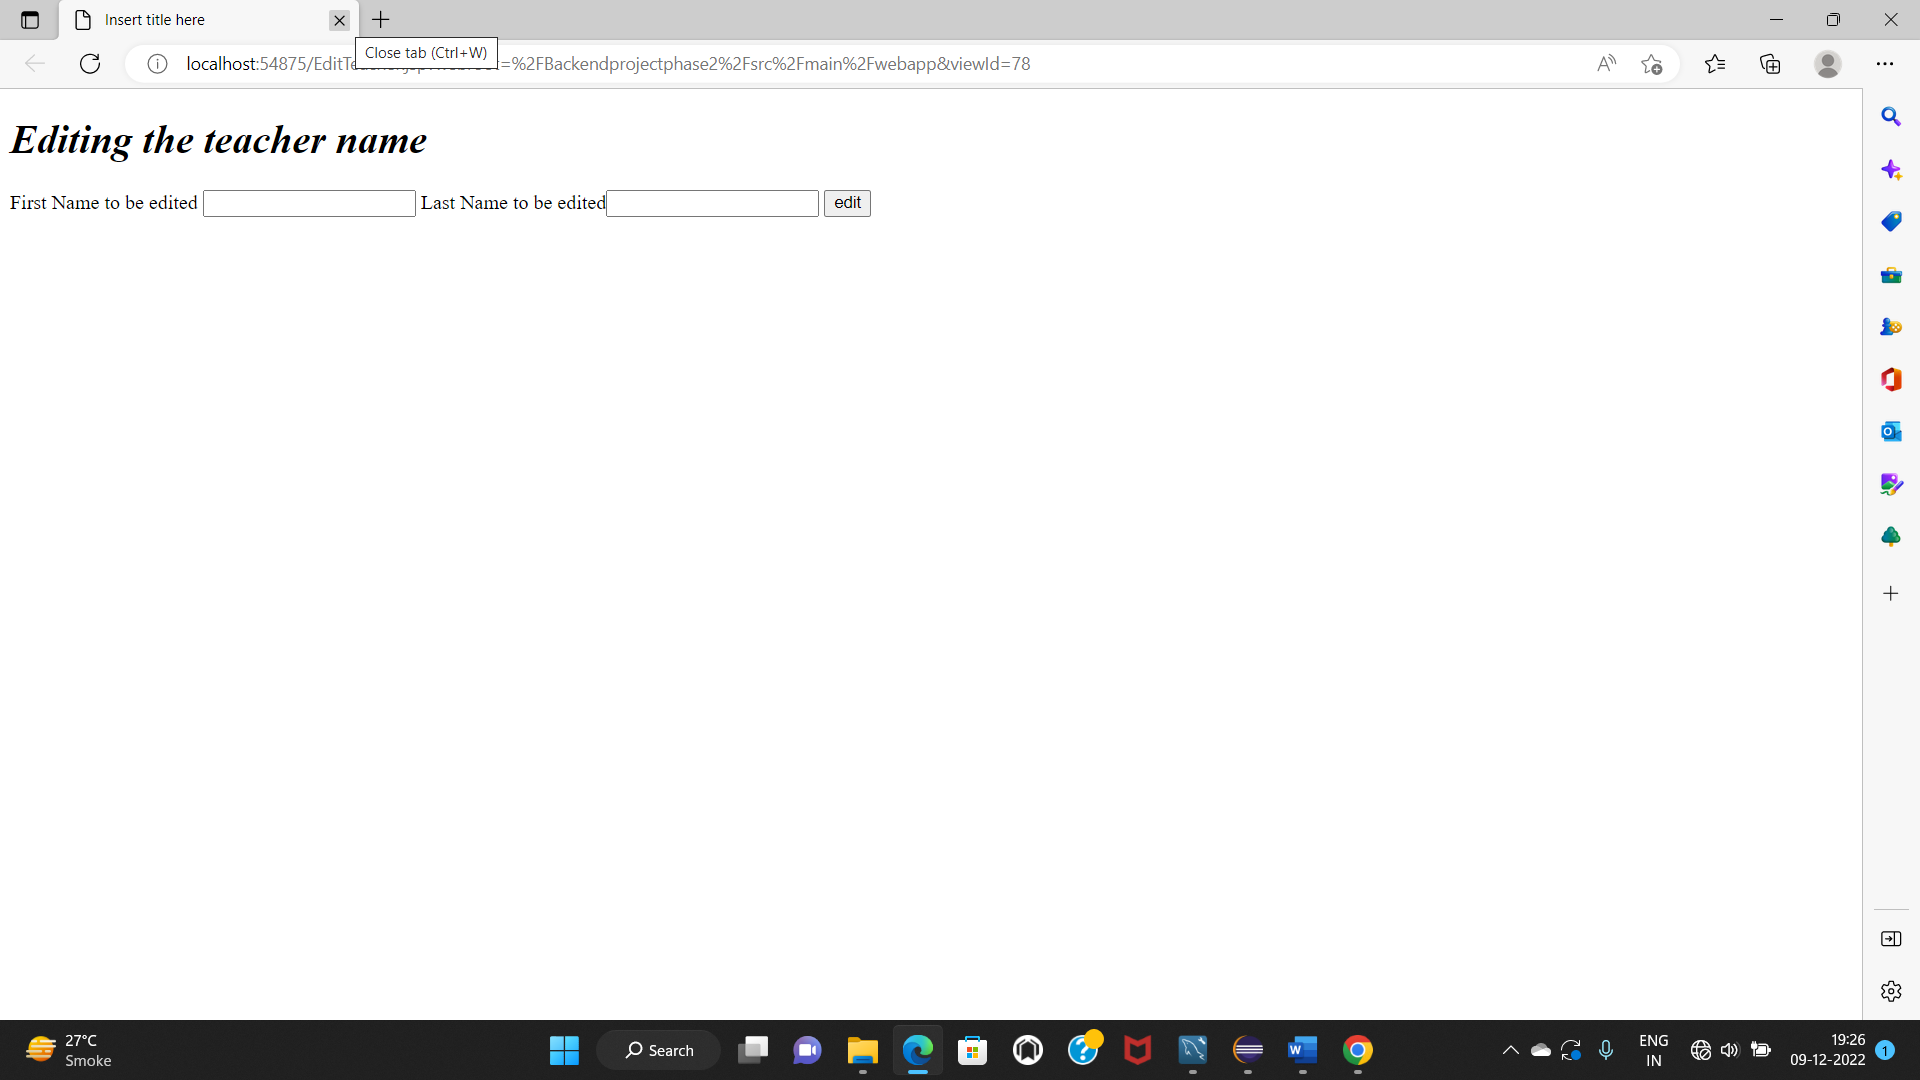 Insert title here
Close tab (Ctrl+W)
localhost:54875/EditTe =%2FBackendprojectphase2%2Fsrc%2Fmain%2Fwebapp&viewId=78
Editing the teacher name
First Name to be edited Last Name to be edited edit
27°C
Smoke
Search
ENG
IN
19:26
09-12-2022
1